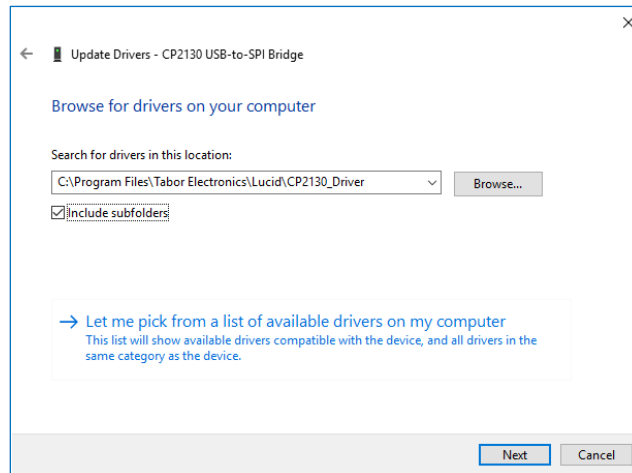 Update Drivers - CP2130 USB-to-SPI Bridge
Browse for drivers on your computer
Search for drivers in this location:
C:\Program Files\Tabor Electronics\Lucid\CP2130_Driver
Browse...
Include subfolders
Let me pick from a list of available drivers on my computer
This list will show available drivers compatible with the device, and all drivers in the
same category as the device.
Next
Cancel